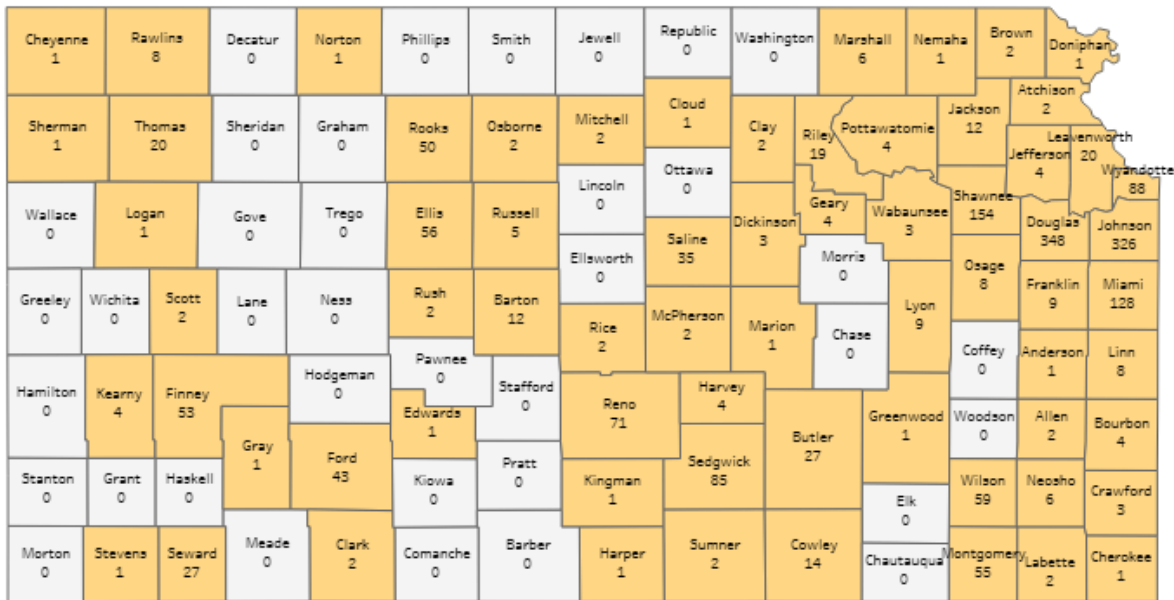 Cheyenne
1
Rawlins
8
Decatur
0
Norton
1
Phillips
0
Smith
0
Jewell
0
Republic
0
Washington
0
Marshall
6
Nemaha
1
Brown
2
Doniphan
1
Sherman
1
Thomas
20
Sheridan
0
Graham
0
Rooks
50
Osborne
2
Mitchell
2
Cloud
1
Clay
2
Riley
19
Pottawatomie
4
Jackson
12
Atchison
2
Jefferson
4
Leavenworth
20
Wyandotte
88
Wallace
0
Logan
1
Gove
0
Trego
0
Ellis
56
Russell
5
Lincoln
0
Ottawa
0
Saline
35
Dickinson
3
Geary
4
Wabaunsee
3
Shawnee
154
Douglas
348
Johnson
326
Ellsworth
0
Morris
0
Greeley
0
Wichita
0
Scott
2
Lane
0
Ness
0
Rush
2
Barton
12
Rice
2
McPherson
2
Marion
1
Chase
0
Lyon
9
Osage
8
Franklin
9
Miami
128
Hamilton
0
Kearny
4
Finney
53
Hodgeman
0
Pawnee
0
Stafford
0
Edwards
1
Reno
71
Harvey
4
Butler
27
Greenwood
1
Coffey
0
Anderson
1
Linn
8
Gray
1
Ford
43
Sedgwick
85
Woodson
0
Allen
2
Bourbon
4
Stanton
0
Grant
0
Haskell
0
Kiowa
0
Pratt
0
Kingman
1
Elk
0
Wilson
59
Neosho
6
Crawford
3
Morton
0
Stevens
1
Seward
27
Meade
0
Clark
2
Comanche
0
Barber
0
Harper
1
Sumner
2
Cowley
14
Chautauqua
0
Montgomery
55
Labette
2
Cherokee
1